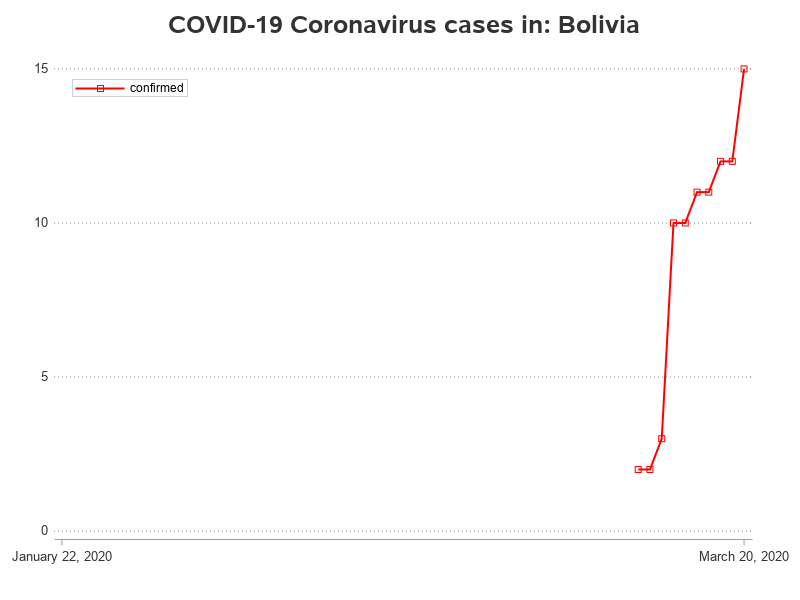 COVID-19 Coronavirus cases in: Bolivia
15
confirmed
10
5
0
January 22, 2020
March 20, 2020